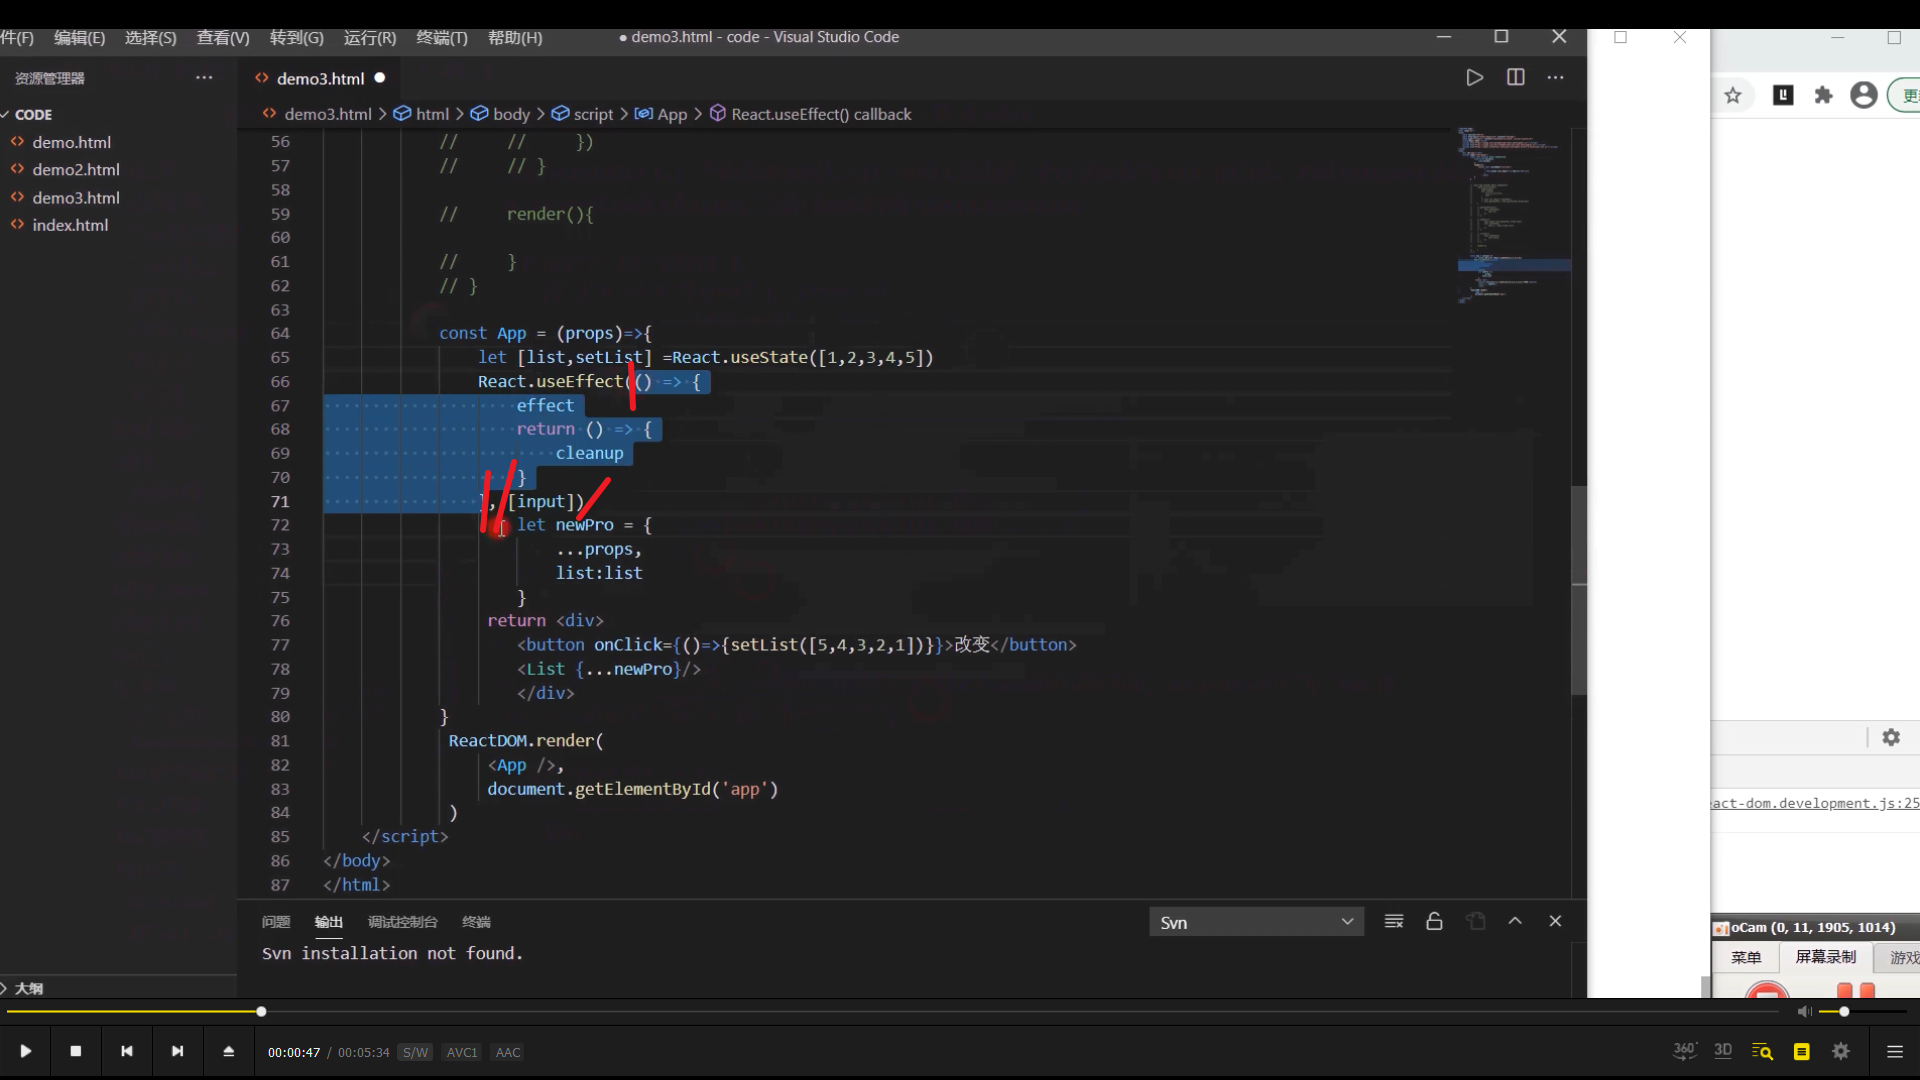 件(F) 编辑(E) 选择(S) 查看(V) 转到(G) 运行(R) 终端(T) 帮助(H) ● demo3.html - code - Visual Studio Code
资源管理器 ··· demo3.html ●
更
CODE
demo.html
demo2.html
demo3.html
index.html
demo3.html > html > body > script > App > React.useEffect() callback
56 // // })
57 // // }
58
59 // render(){
60
61 // }
62 // }
63
64 const App = (props)=>{
65 let [list,setList] =React.useState([1,2,3,4,5])
66 React.useEffect(() => {
67 effect
68 return () => {
69 cleanup
70 }
71 }, [input])
72 let newPro = {
73 ...props,
74 list:list
75 }
76 return <div>
77 <button onClick={()=>{setList([5,4,3,2,1])}}>改变</button>
78 <List {...newPro}/>
79 </div>
80 }
81 ReactDOM.render(
82 <App />,
83 document.getElementById('app')
84 )
85 </script>
86 </body>
87 </html>
问题 输出 调试控制台 终端 Svn
Svn installation not found.
大纲
act-dom.development.js:25
oCam (0, 11, 1905, 1014)
菜单 屏幕录制 游戏
00:00:47 / 00:05:34 S/W AVC1 AAC 360° 3D